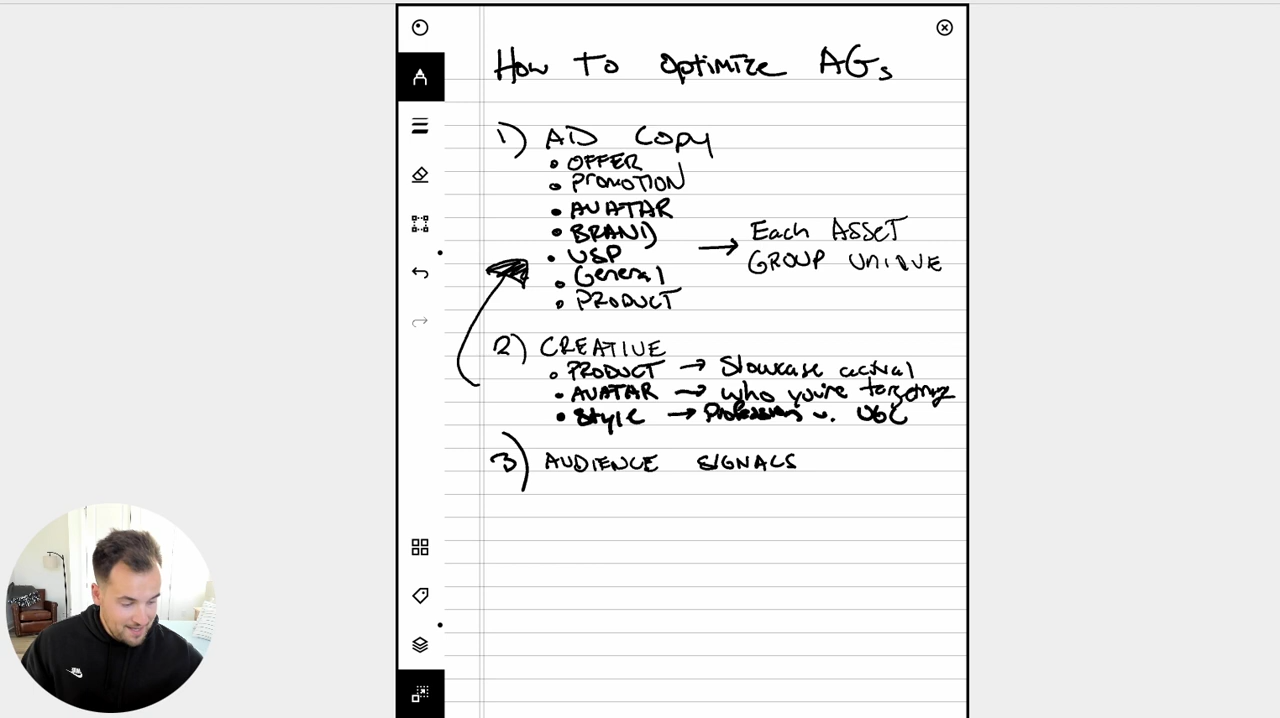 How To Optimize AGs
1) AD Copy
• OFFER
• PROMOTION
• AVATAR
• BRAND
• USP
• General
• PRODUCT
→ Each ASSET
GROUP UNIQUE
2) CREATIVE
• PRODUCT → Showcase actual
• AVATAR → who you're targeting
• Style → v. UGC
3) AUDIENCE SIGNALS